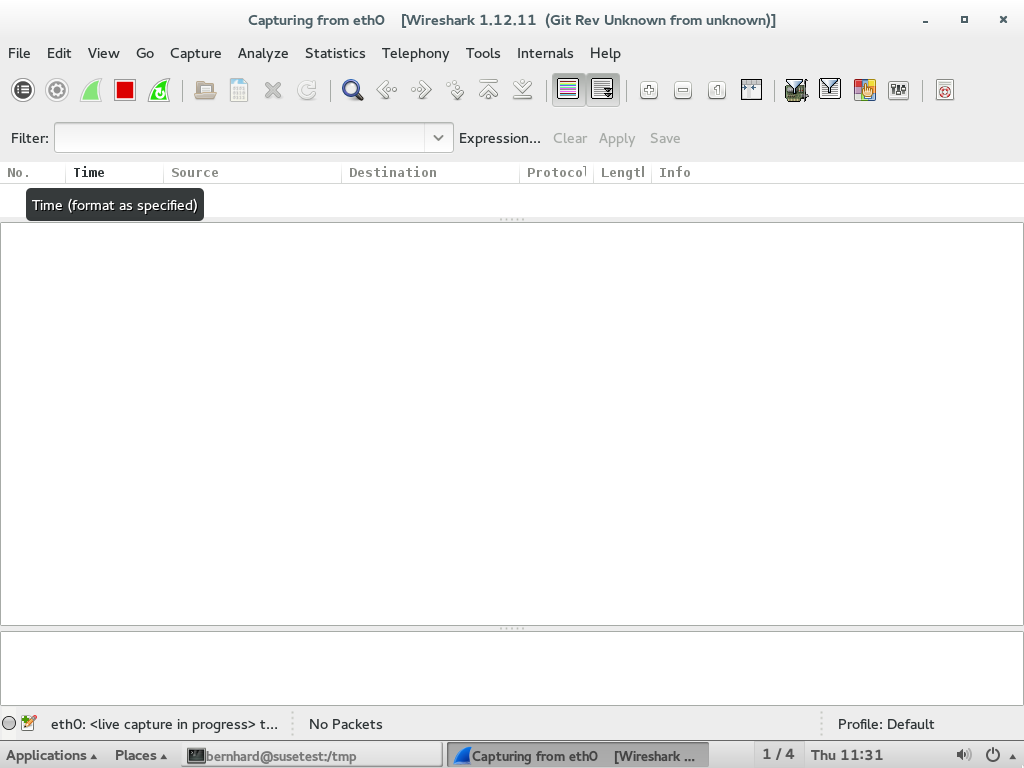 Capturing from eth0 [Wireshark 1.12.11 (Git Rev Unknown from unknown)]
File Edit View Go Capture Analyze Statistics Telephony Tools Internals Help
Filter: Expression... Clear Apply Save
No. Time Source Destination Protocol Lengtl Info
Time (format as specified)
eth0: <live capture in progress> t... No Packets Profile: Default
Applications Places bernhard@susetest:/tmp Capturing from eth0 [Wireshark ... 1 / 4 Thu 11:31